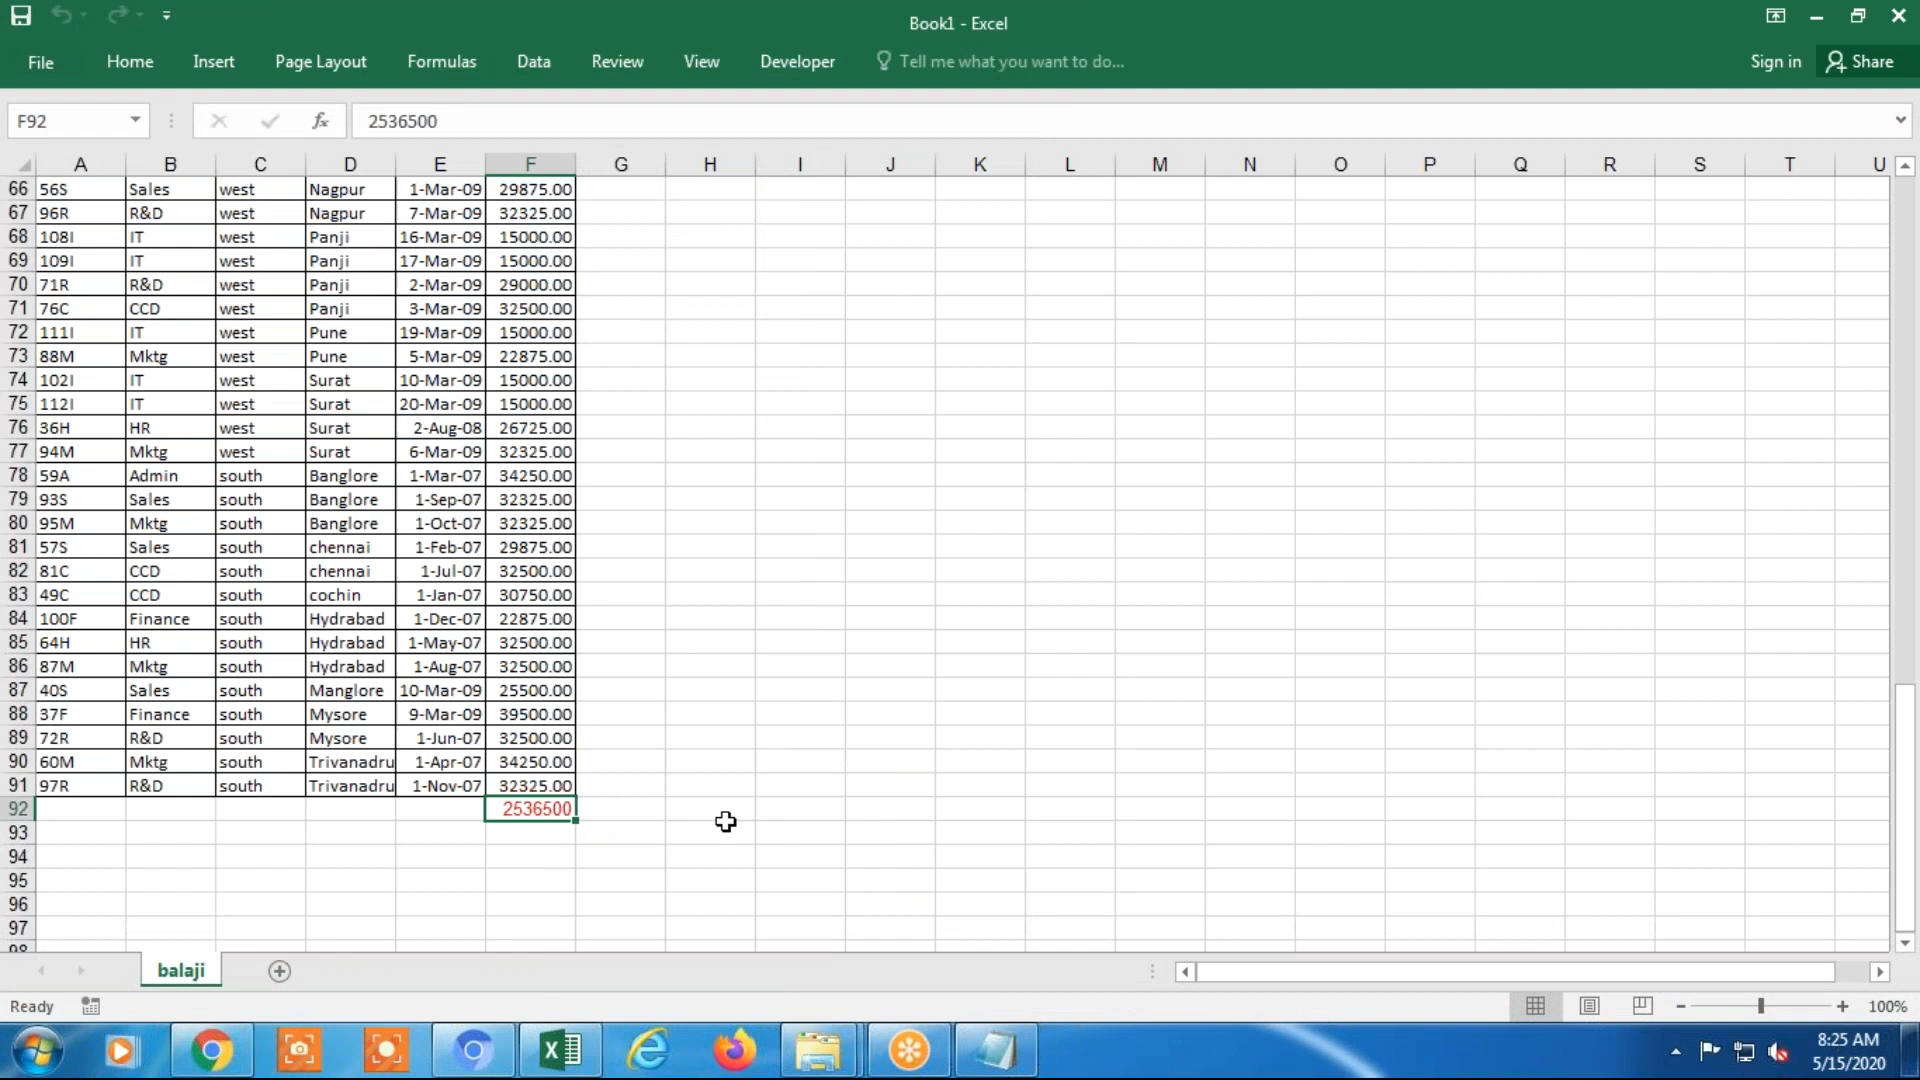 Book1 - Excel
File Home Insert Page Layout Formulas Data Review View Developer Tell me what you want to do... Sign in Share
F92 fx 2536500
A B C D E F G H I J K L M N O P Q R S T U
66 56S Sales west Nagpur 1-Mar-09 29875.00
67 96R R&D west Nagpur 7-Mar-09 32325.00
68 108I IT west Panji 16-Mar-09 15000.00
69 109I IT west Panji 17-Mar-09 15000.00
70 71R R&D west Panji 2-Mar-09 29000.00
71 76C CCD west Panji 3-Mar-09 32500.00
72 111I IT west Pune 19-Mar-09 15000.00
73 88M Mktg west Pune 5-Mar-09 22875.00
74 102I IT west Surat 10-Mar-09 15000.00
75 112I IT west Surat 20-Mar-09 15000.00
76 36H HR west Surat 2-Aug-08 26725.00
77 94M Mktg west Surat 6-Mar-09 32325.00
78 59A Admin south Banglore 1-Mar-07 34250.00
79 93S Sales south Banglore 1-Sep-07 32325.00
80 95M Mktg south Banglore 1-Oct-07 32325.00
81 57S Sales south chennai 1-Feb-07 29875.00
82 81C CCD south chennai 1-Jul-07 32500.00
83 49C CCD south cochin 1-Jan-07 30750.00
84 100F Finance south Hydrabad 1-Dec-07 22875.00
85 64H HR south Hydrabad 1-May-07 32500.00
86 87M Mktg south Hydrabad 1-Aug-07 32500.00
87 40S Sales south Manglore 10-Mar-09 25500.00
88 37F Finance south Mysore 9-Mar-09 39500.00
89 72R R&D south Mysore 1-Jun-07 32500.00
90 60M Mktg south Trivanadru 1-Apr-07 34250.00
91 97R R&D south Trivanadru 1-Nov-07 32325.00
92 2536500
93
94
95
96
97
98
balaji
Ready 100%
8:25 AM
5/15/2020